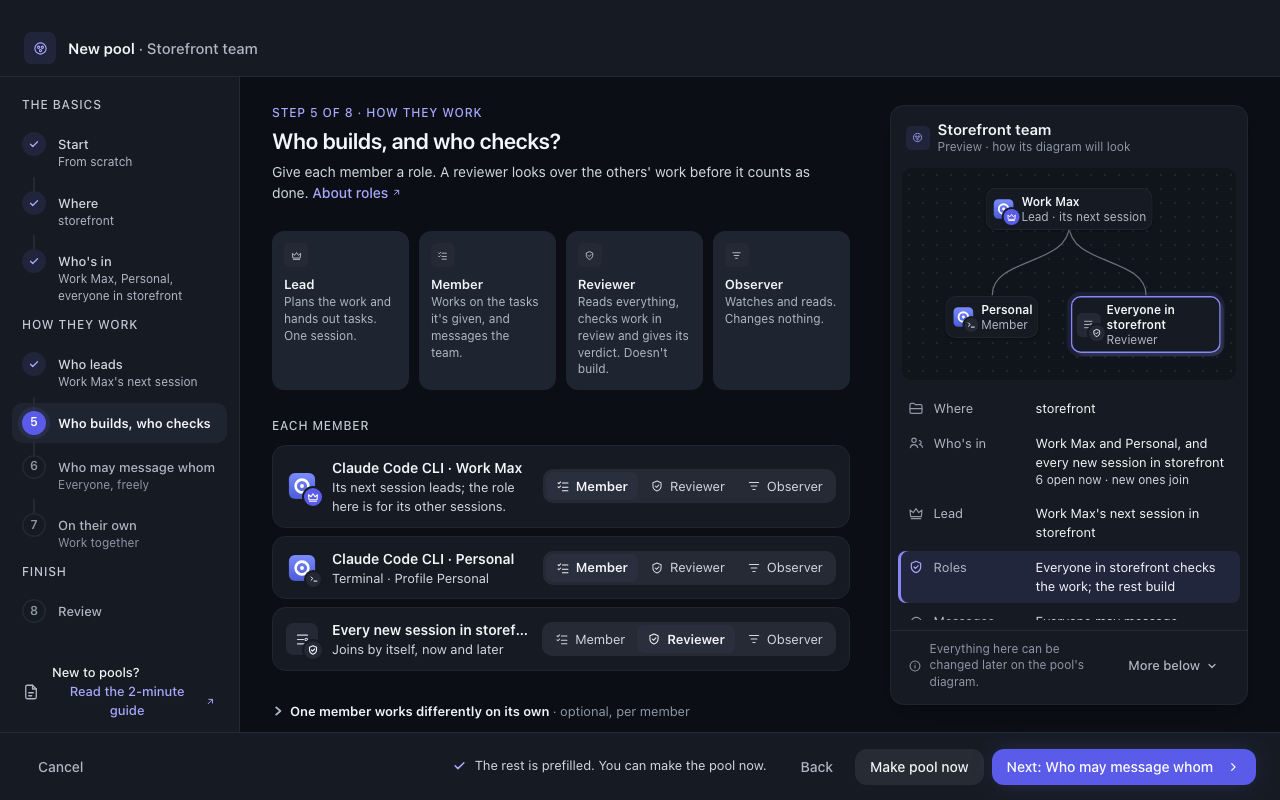 New pool · Storefront team
THE BASICS
Start
From scratch
Where
storefront
Who's in
Work Max, Personal,
everyone in storefront
HOW THEY WORK
Who leads
Work Max's next session
5
Who builds, who checks
6
Who may message whom
Everyone, freely
7
On their own
Work together
FINISH
8
Review
New to pools?
Read the 2-minute
guide
STEP 5 OF 8 · HOW THEY WORK
Who builds, and who checks?
Give each member a role. A reviewer looks over the others' work before it counts as
done. About roles
Lead
Plans the work and
hands out tasks.
One session.
Member
Works on the tasks
it's given, and
messages the
team.
Reviewer
Reads everything,
checks work in
review and gives its
verdict. Doesn't
build.
Observer
Watches and reads.
Changes nothing.
EACH MEMBER
Claude Code CLI · Work Max
Its next session leads; the role
here is for its other sessions.
Member Reviewer Observer
Claude Code CLI · Personal
Terminal · Profile Personal
Member Reviewer Observer
Every new session in storef...
Joins by itself, now and later
Member Reviewer Observer
One member works differently on its own · optional, per member
Storefront team
Preview · how its diagram will look
Work Max
Lead · its next session
Personal
Member
Everyone in
storefront
Reviewer
Where
storefront
Who's in
Work Max and Personal, and
every new session in storefront
6 open now · new ones join
Lead
Work Max's next session in
storefront
Roles
Everyone in storefront checks
the work; the rest build
Everything here can be
changed later on the pool's
diagram.
More below
Cancel
The rest is prefilled. You can make the pool now.
Back
Make pool now
Next: Who may message whom